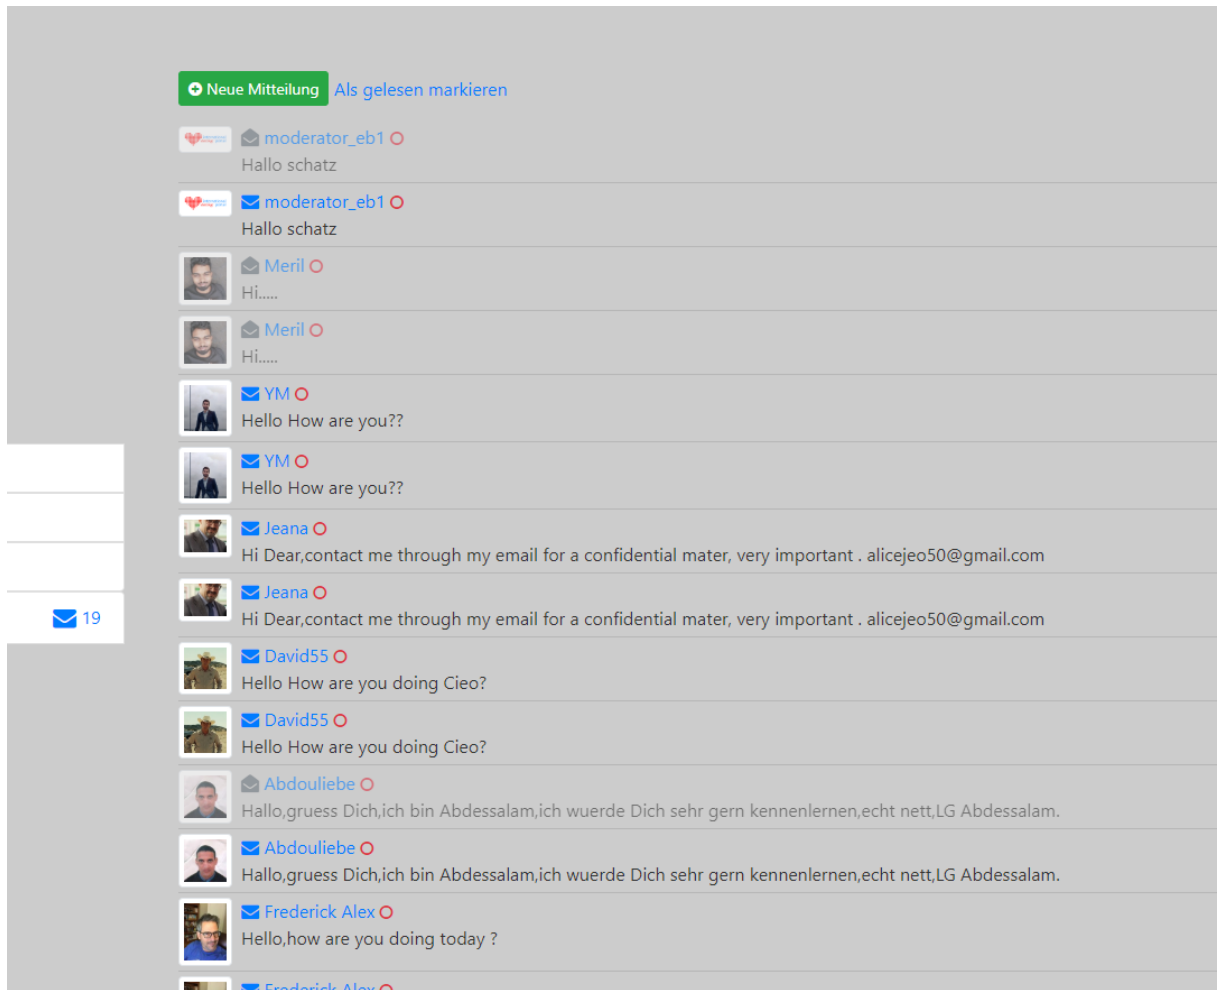 Neue Mitteilung Als gelesen markieren
moderator_eb1
Hallo schatz
moderator_eb1
Hallo schatz
Meril
Hi.....
Meril
Hi.....
YM
Hello How are you??
YM
Hello How are you??
Jeana
Hi Dear,contact me through my email for a confidential mater, very important . alicejeo50@gmail.com
Jeana
Hi Dear,contact me through my email for a confidential mater, very important . alicejeo50@gmail.com
19
David55
Hello How are you doing Cieo?
David55
Hello How are you doing Cieo?
Abdouliebe
Hallo,gruess Dich,ich bin Abdessalam,ich wuerde Dich sehr gern kennenlernen,echt nett,LG Abdessalam.
Abdouliebe
Hallo,gruess Dich,ich bin Abdessalam,ich wuerde Dich sehr gern kennenlernen,echt nett,LG Abdessalam.
Frederick Alex
Hello,how are you doing today ?
Frederick Alex